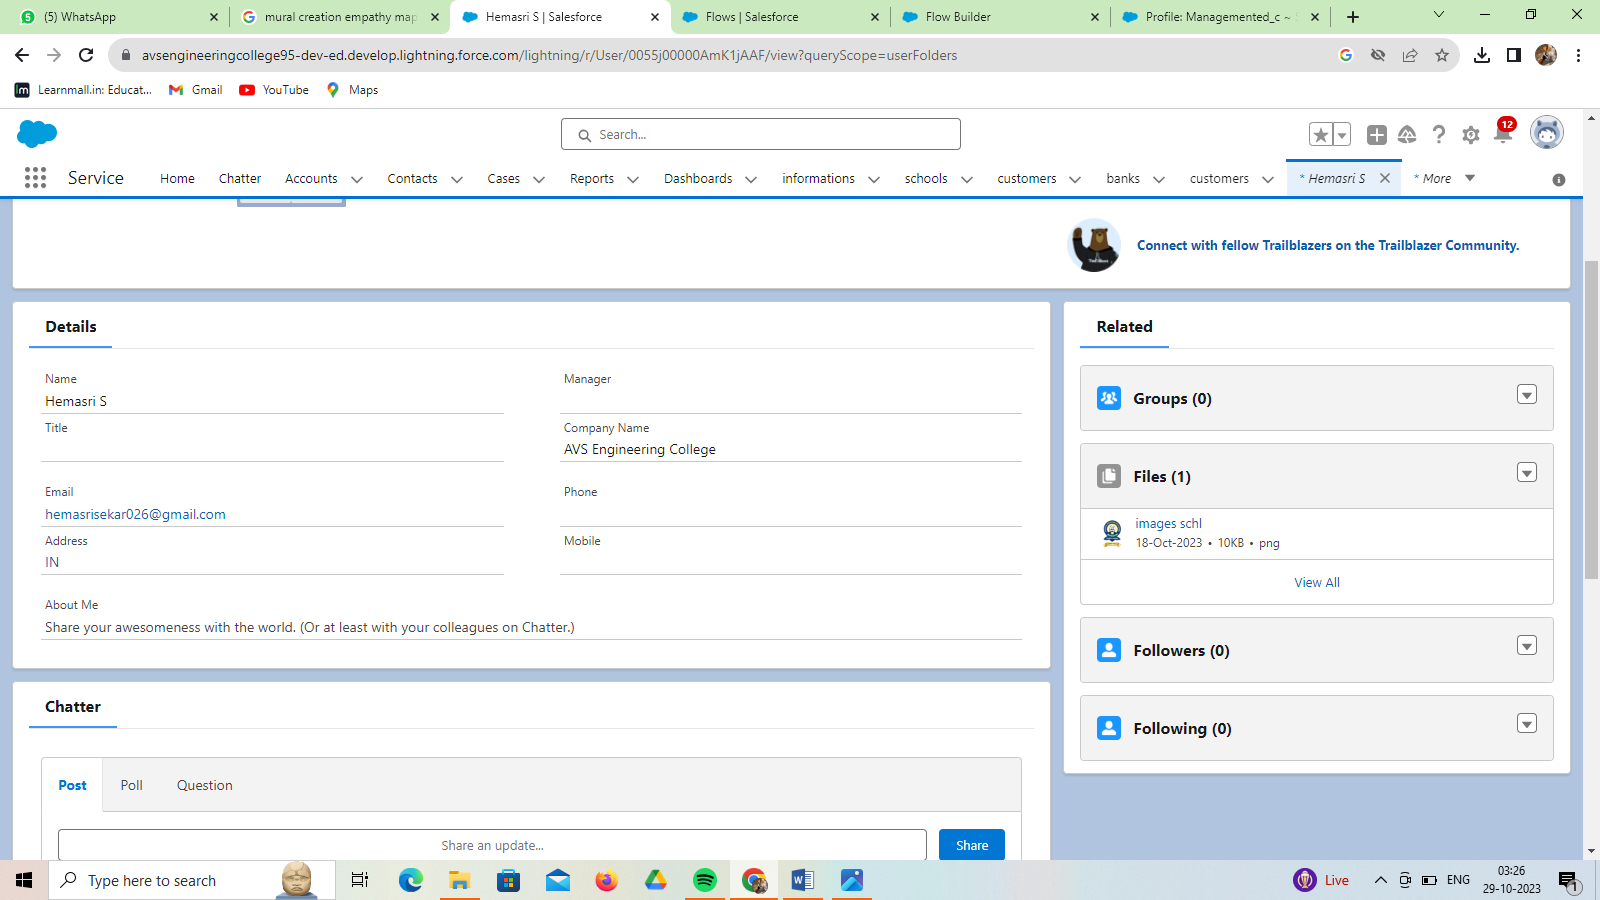 (5) WhatsApp
mural creation empathy map
Hemasri S | Salesforce
Flows | Salesforce
Flow Builder
Profile: Managemented_c ~
avsengineeringcollege95-dev-ed.develop.lightning.force.com/lightning/r/User/0055j00000AmK1jAAF/view?queryScope=userFolders
Learnmall.in: Educat...
Gmail
YouTube
Maps
Search...
12
Service
Home
Chatter
Accounts
Contacts
Cases
Reports
Dashboards
informations
schools
customers
banks
customers
* Hemasri S
* More
Connect with fellow Trailblazers on the Trailblazer Community.
Details
Name
Hemasri S
Manager
Title
Company Name
AVS Engineering College
Email
hemasrisekar026@gmail.com
Phone
Address
IN
Mobile
About Me
Share your awesomeness with the world. (Or at least with your colleagues on Chatter.)
Related
Groups (0)
Files (1)
images schl
18-Oct-2023 • 10KB • png
View All
Followers (0)
Following (0)
Chatter
Post
Poll
Question
Share an update...
Share
Type here to search
Live
ENG
03:26
29-10-2023
1